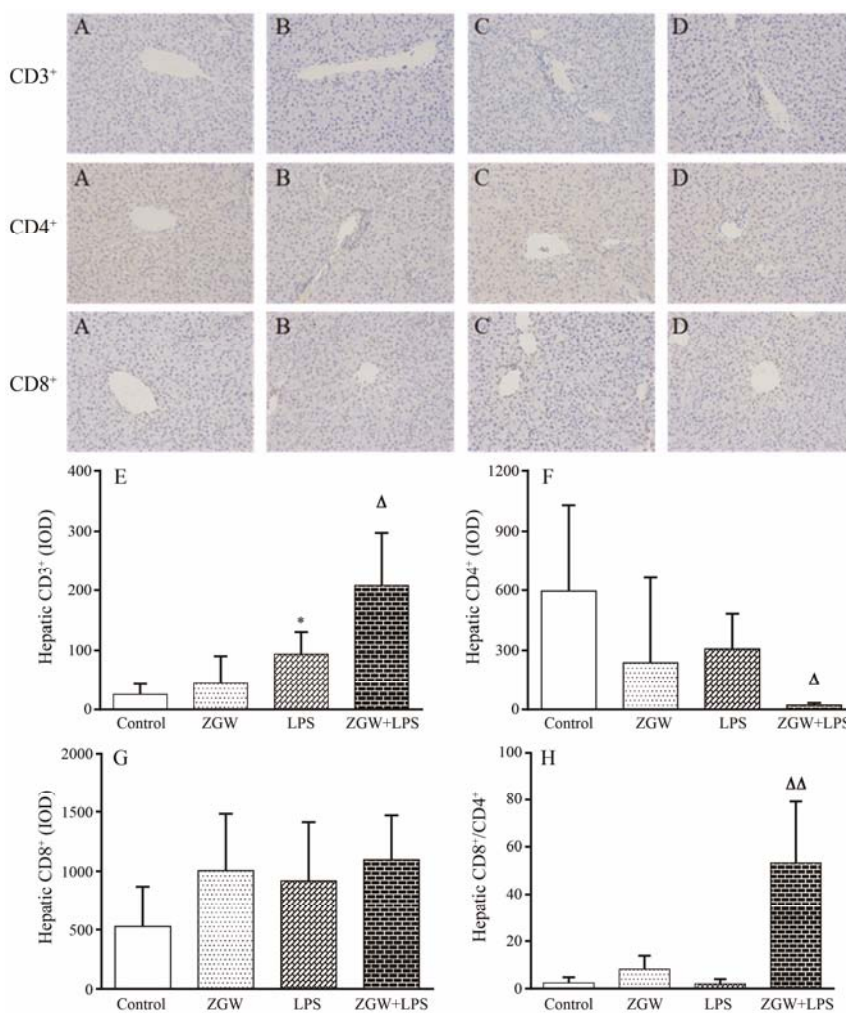 A B C D
CD3⁺
A B C D
CD4⁺
A B C D
CD8⁺
E
Hepatic CD3⁺ (IOD)
400
300
200
100
0
*
Δ
Control ZGW LPS ZGW+LPS
F
Hepatic CD4⁺ (IOD)
1200
900
600
300
0
Δ
Control ZGW LPS ZGW+LPS
G
Hepatic CD8⁺ (IOD)
2000
1500
1000
500
0
Control ZGW LPS ZGW+LPS
H
Hepatic CD8⁺/CD4⁺
80
60
40
20
0
ΔΔ
Control ZGW LPS ZGW+LPS